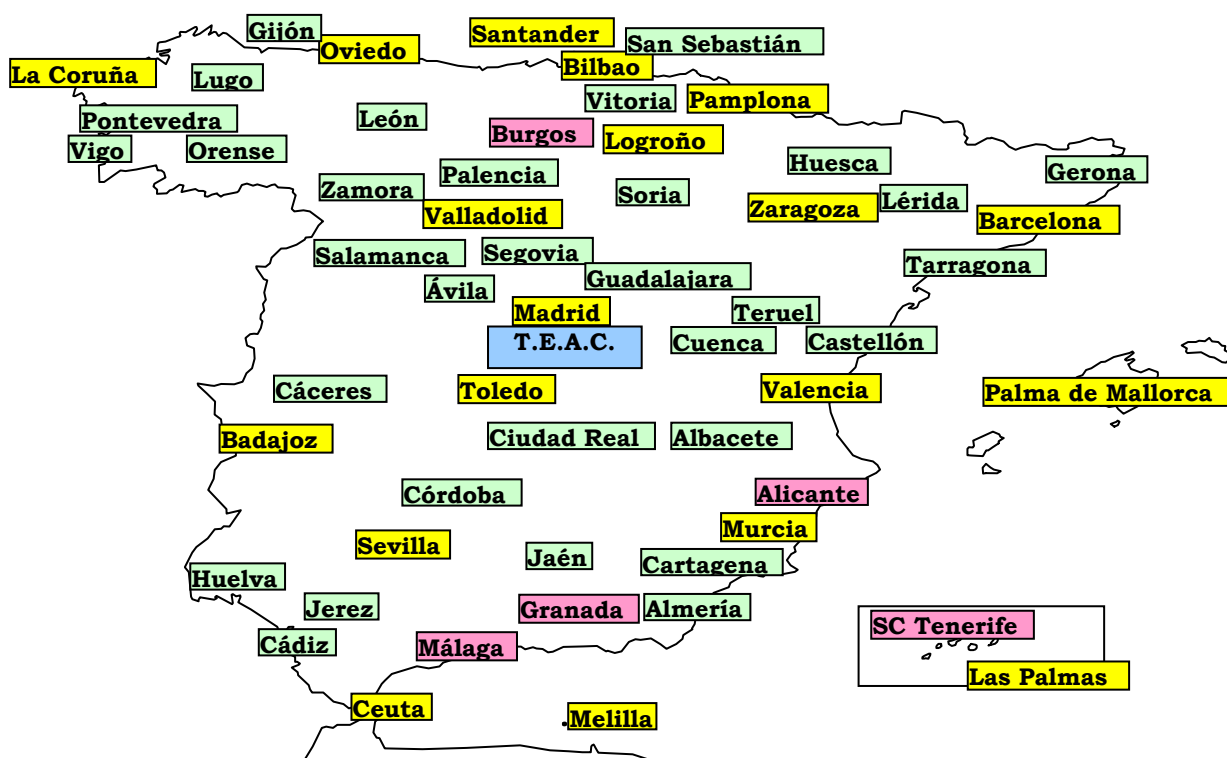 Gijón
Santander
San Sebastián
Oviedo
Bilbao
La Coruña
Lugo
Vitoria
Pamplona
León
Pontevedra
Burgos
Logroño
Vigo
Orense
Huesca
Gerona
Palencia
Zamora
Soria
Lérida
Zaragoza
Valladolid
Barcelona
Salamanca
Segovia
Tarragona
Guadalajara
Ávila
Madrid
Teruel
T.E.A.C.
Cuenca
Castellón
Cáceres
Toledo
Valencia
Palma de Mallorca
Badajoz
Ciudad Real
Albacete
Córdoba
Alicante
Murcia
Sevilla
Jaén
Cartagena
Huelva
Jerez
Granada
Almería
SC Tenerife
Cádiz
Málaga
Las Palmas
Ceuta
Melilla